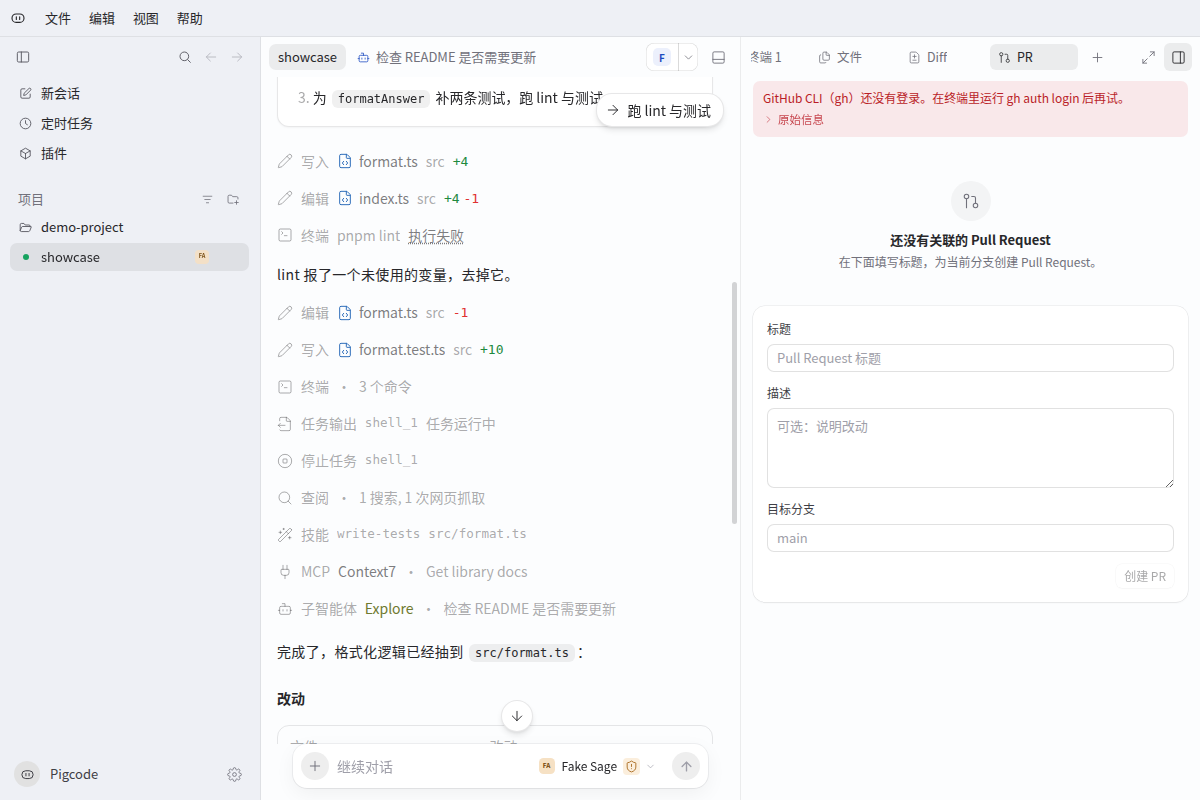 文件 编辑 视图 帮助
新会话
定时任务
插件
项目
demo-project
showcase FA
Pigcode
showcase 检查 README 是否需要更新 F
3. 为 formatAnswer 补两条测试，跑 lint 与测试
跑 lint 与测试
写入 format.ts src +4
编辑 index.ts src +4 -1
终端 pnpm lint 执行失败
lint 报了一个未使用的变量，去掉它。
编辑 format.ts src -1
写入 format.test.ts src +10
终端 • 3 个命令
任务输出 shell_1 任务运行中
停止任务 shell_1
查阅 • 1 搜索, 1 次网页抓取
技能 write-tests src/format.ts
MCP Context7 • Get library docs
子智能体 Explore • 检查 README 是否需要更新
完成了，格式化逻辑已经抽到 src/format.ts：
改动
文件 改动
继续对话 FA Fake Sage
终端 1 文件 Diff PR
GitHub CLI（gh）还没有登录。在终端里运行 gh auth login 后再试。
原始信息
还没有关联的 Pull Request
在下面填写标题，为当前分支创建 Pull Request。
标题
Pull Request 标题
描述
可选：说明改动
目标分支
main
创建 PR